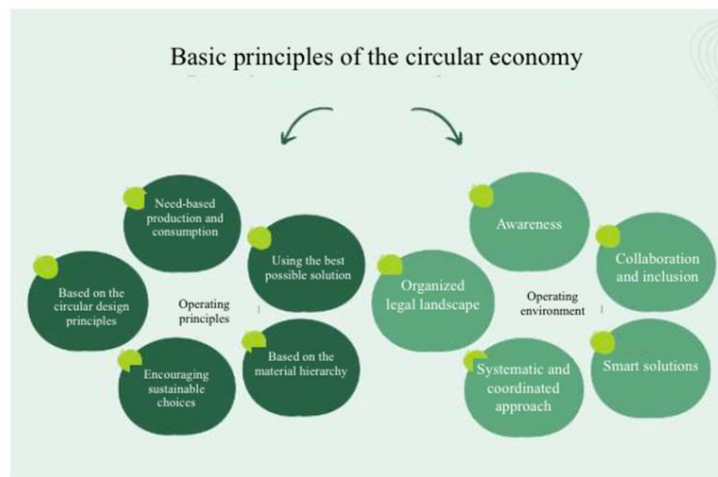 Basic principles of the circular economy
Need-based
production and
consumption
Using the best
possible solution
Based on the
circular design
principles
Operating
principles
Based on the
material hierarchy
Encouraging
sustainable
choices
Awareness
Collaboration
and inclusion
Organized
legal landscape
Operating
environment
Smart solutions
Systematic and
coordinated
approach